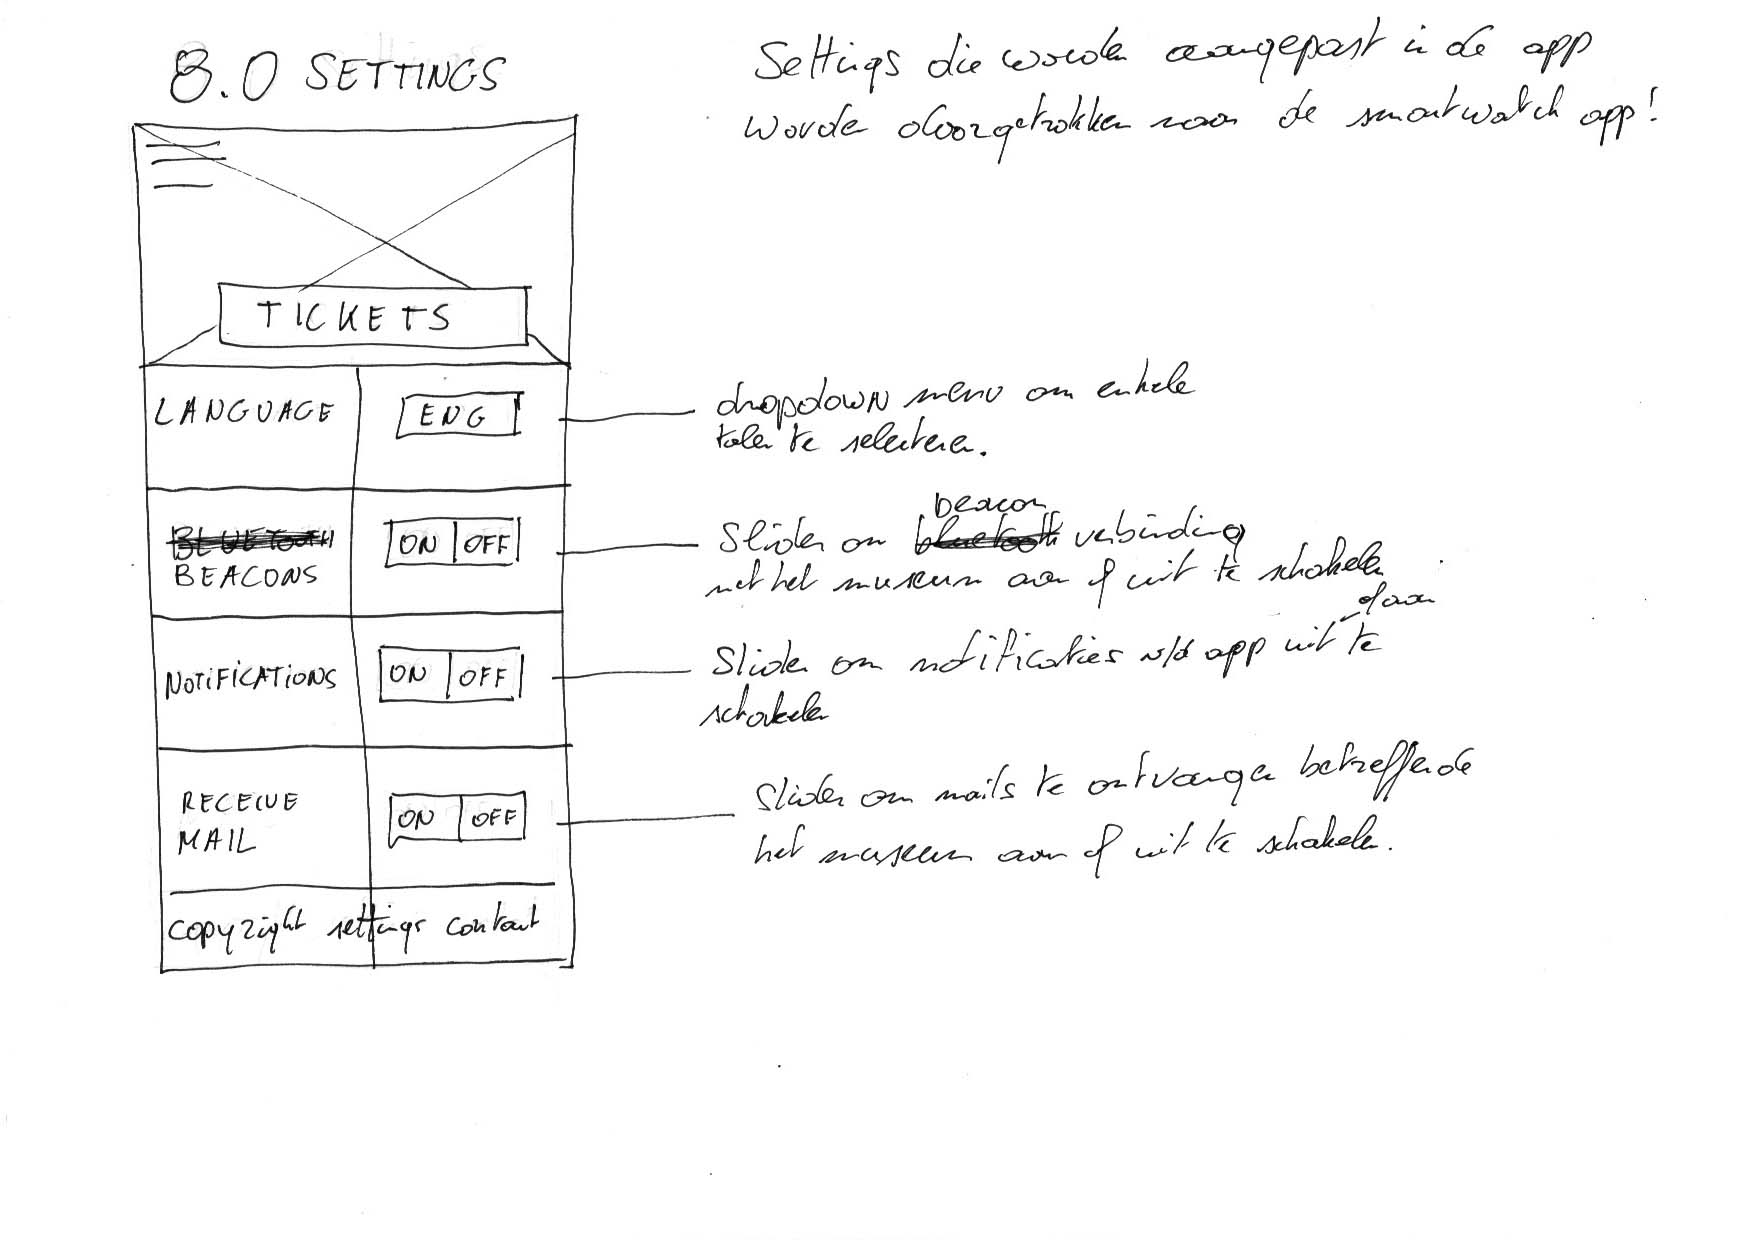 8.0 SETTINGS
Settings die worden aangepast in de app
worden doorgetrokken naar de smartwatch app!
TICKETS
LANGUAGE
ENG
dropdown menu om enkele
talen te selecteren.
BLUETOOTH
BEACONS
ON OFF
beacon
Slider om bluetooth verbinding
met het museum aan of uit te schakelen
NOTIFICATIONS
ON OFF
of aan
Slider om notificaties v/d app uit te
schakelen
RECEIVE
MAIL
ON OFF
Slider om mails te ontvangen betreffende
het museum aan of uit te schakelen.
copyright settings contact